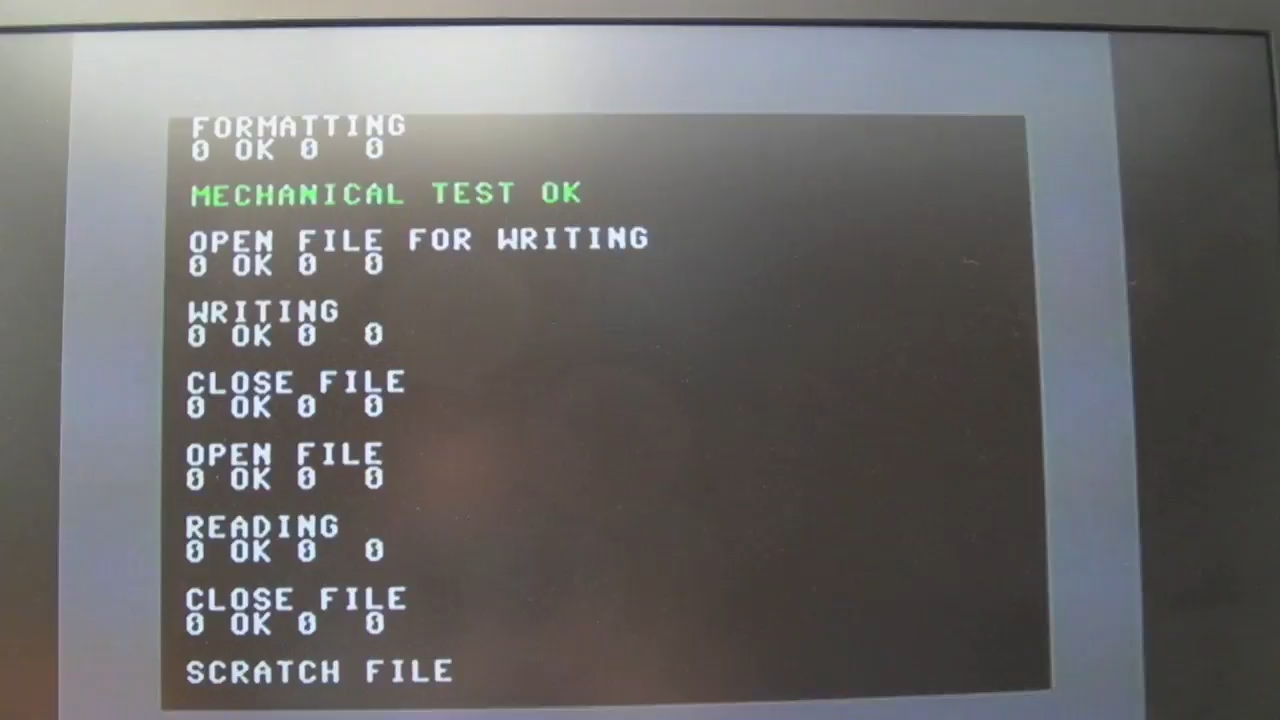 FORMATTING
0 OK 0 0
MECHANICAL TEST OK
OPEN FILE FOR WRITING
0 OK 0 0
WRITING
0 OK 0 0
CLOSE FILE
0 OK 0 0
OPEN FILE
0 OK 0 0
READING
0 OK 0 0
CLOSE FILE
0 OK 0 0
SCRATCH FILE